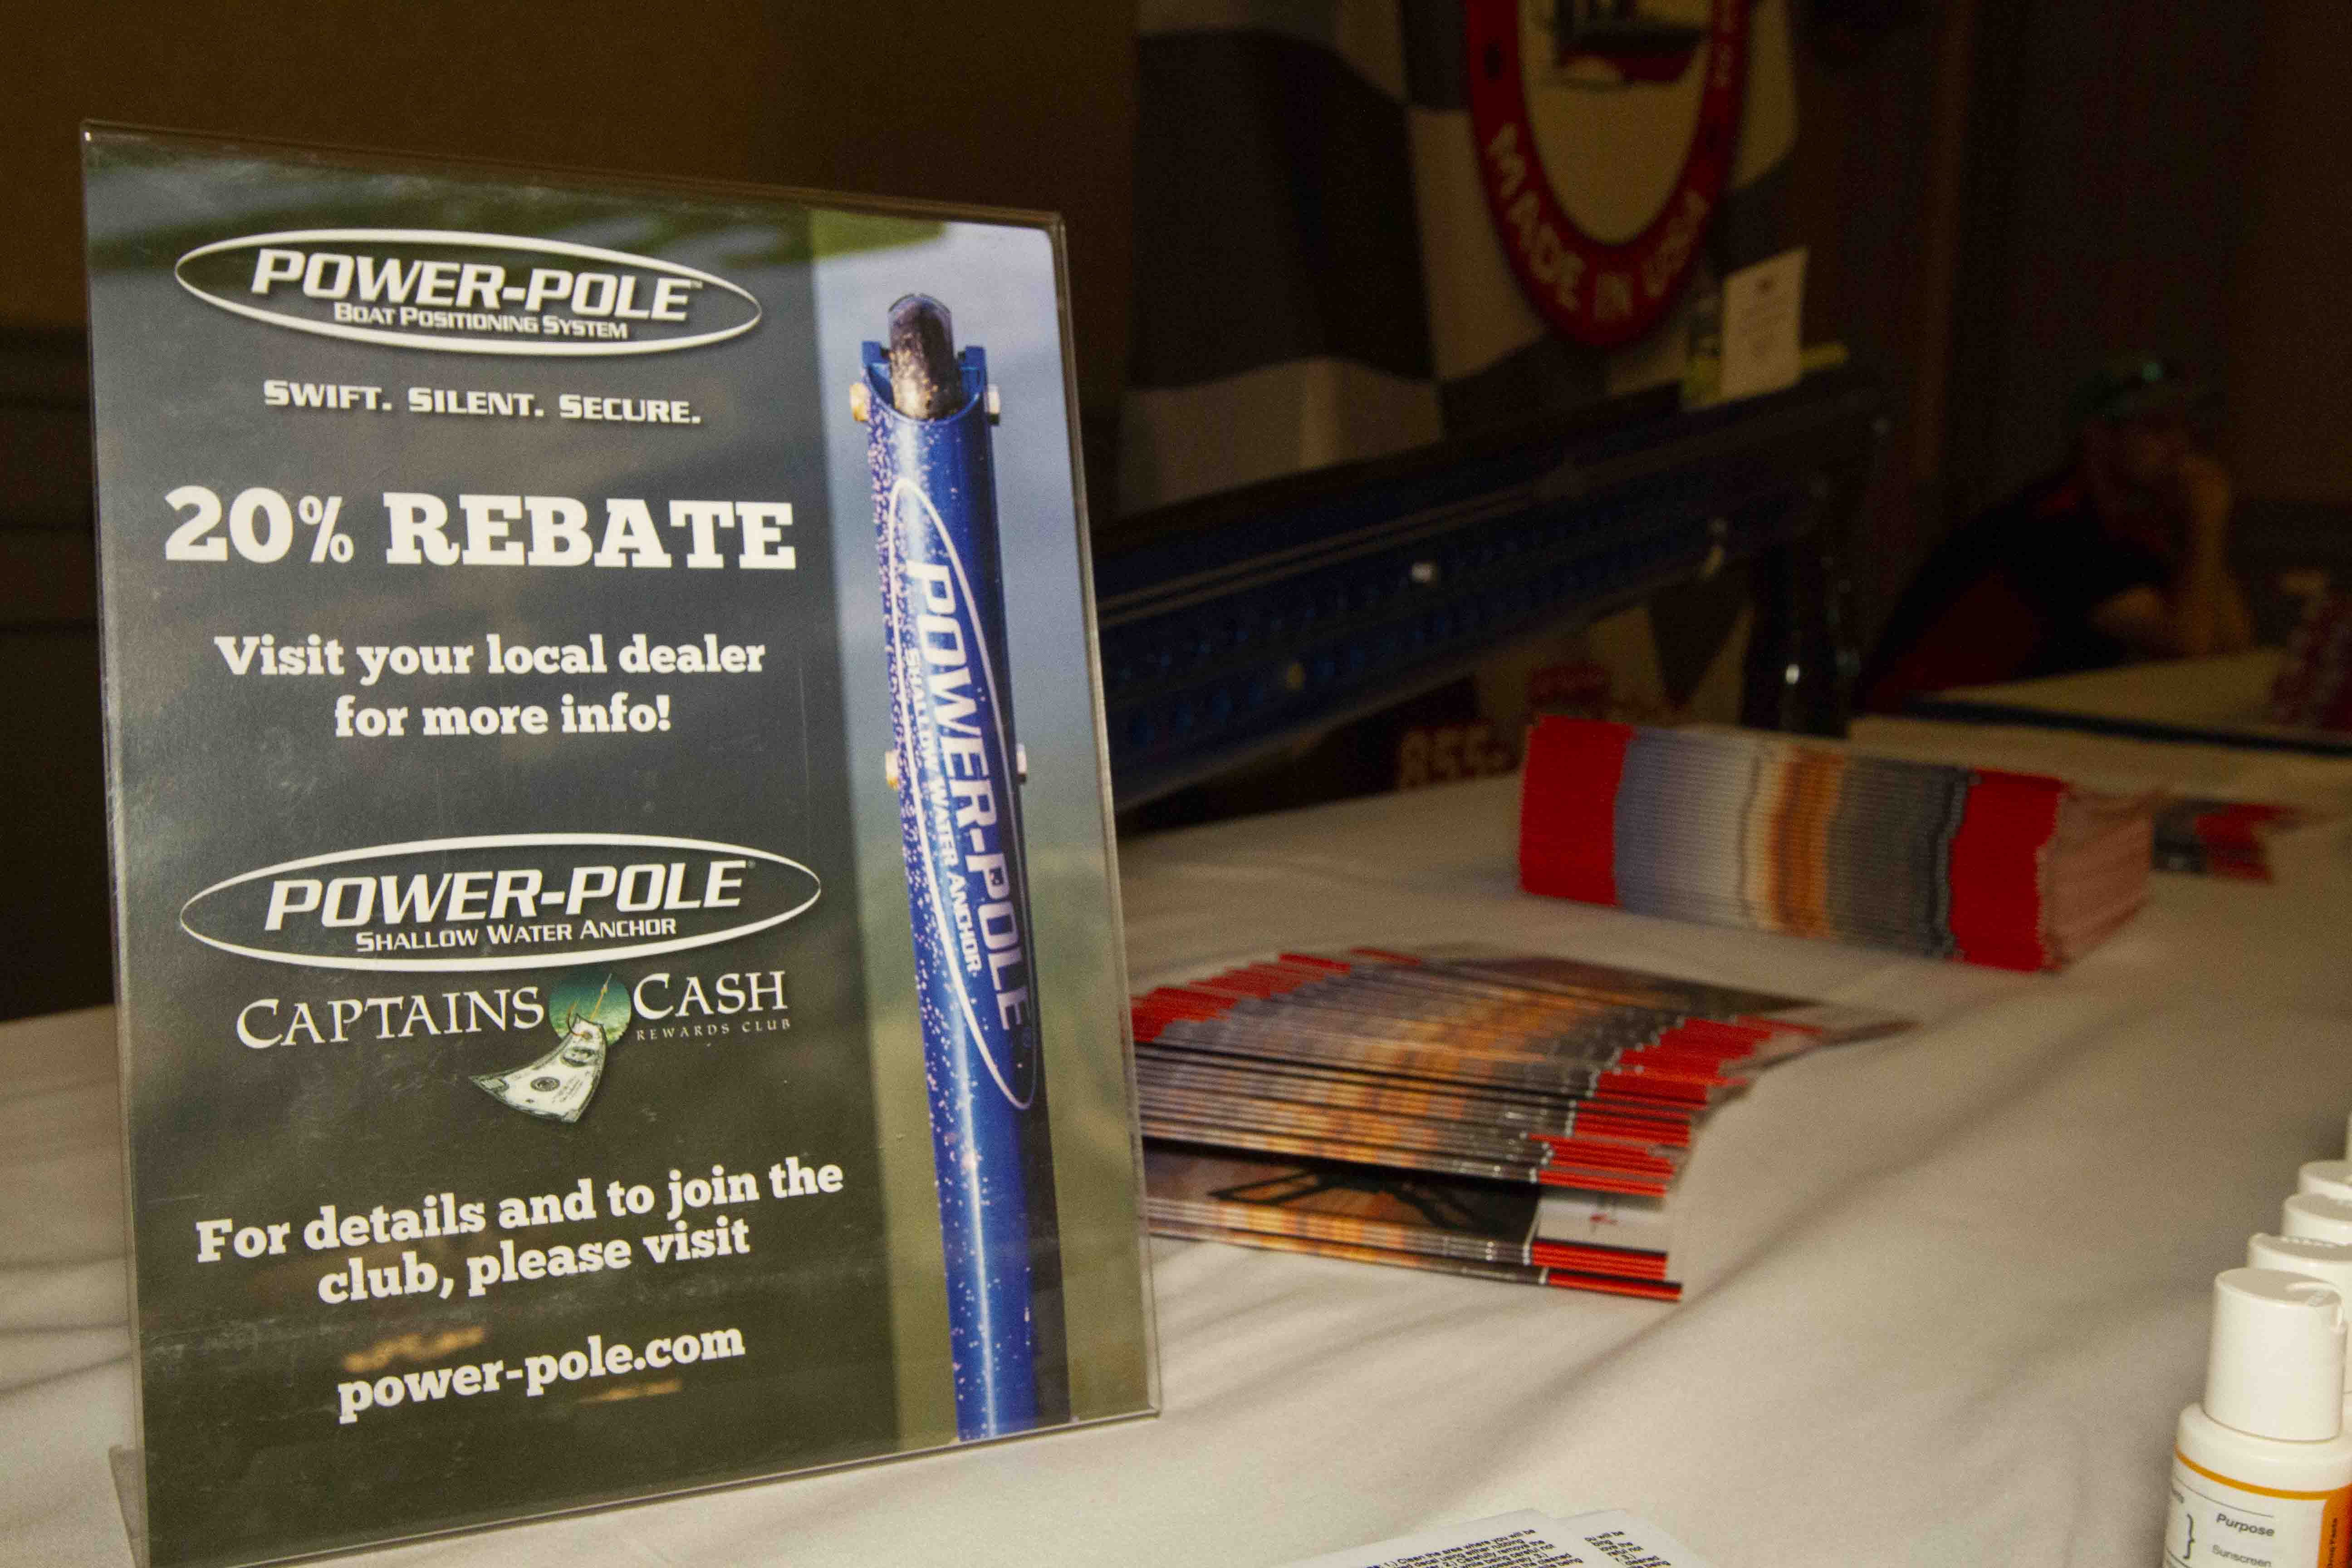 POWER-POLE™
BOAT POSITIONING SYSTEM
SWIFT. SILENT. SECURE.
20% REBATE
Visit your local dealer
for more info!
POWER-POLE®
SHALLOW WATER ANCHOR
CAPTAINS CASH
REWARDS CLUB
For details and to join the
club, please visit
power-pole.com
POWER-POLE
SHALLOW WATER ANCHOR
MADE IN USA
855-
Purpose
Sunscreen